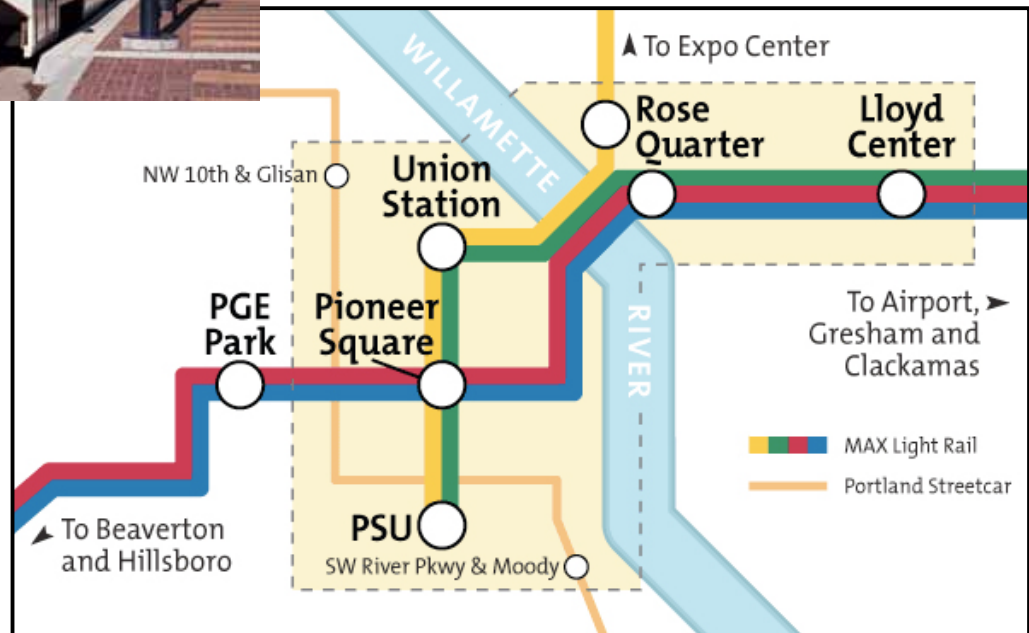 WILLAMETTE
To Expo Center
Rose
Quarter
Lloyd
Center
NW 10th & Glisan
Union
Station
PGE
Park
Pioneer
Square
RIVER
To Airport,
Gresham and
Clackamas
MAX Light Rail
Portland Streetcar
PSU
To Beaverton
and Hillsboro
SW River Pkwy & Moody